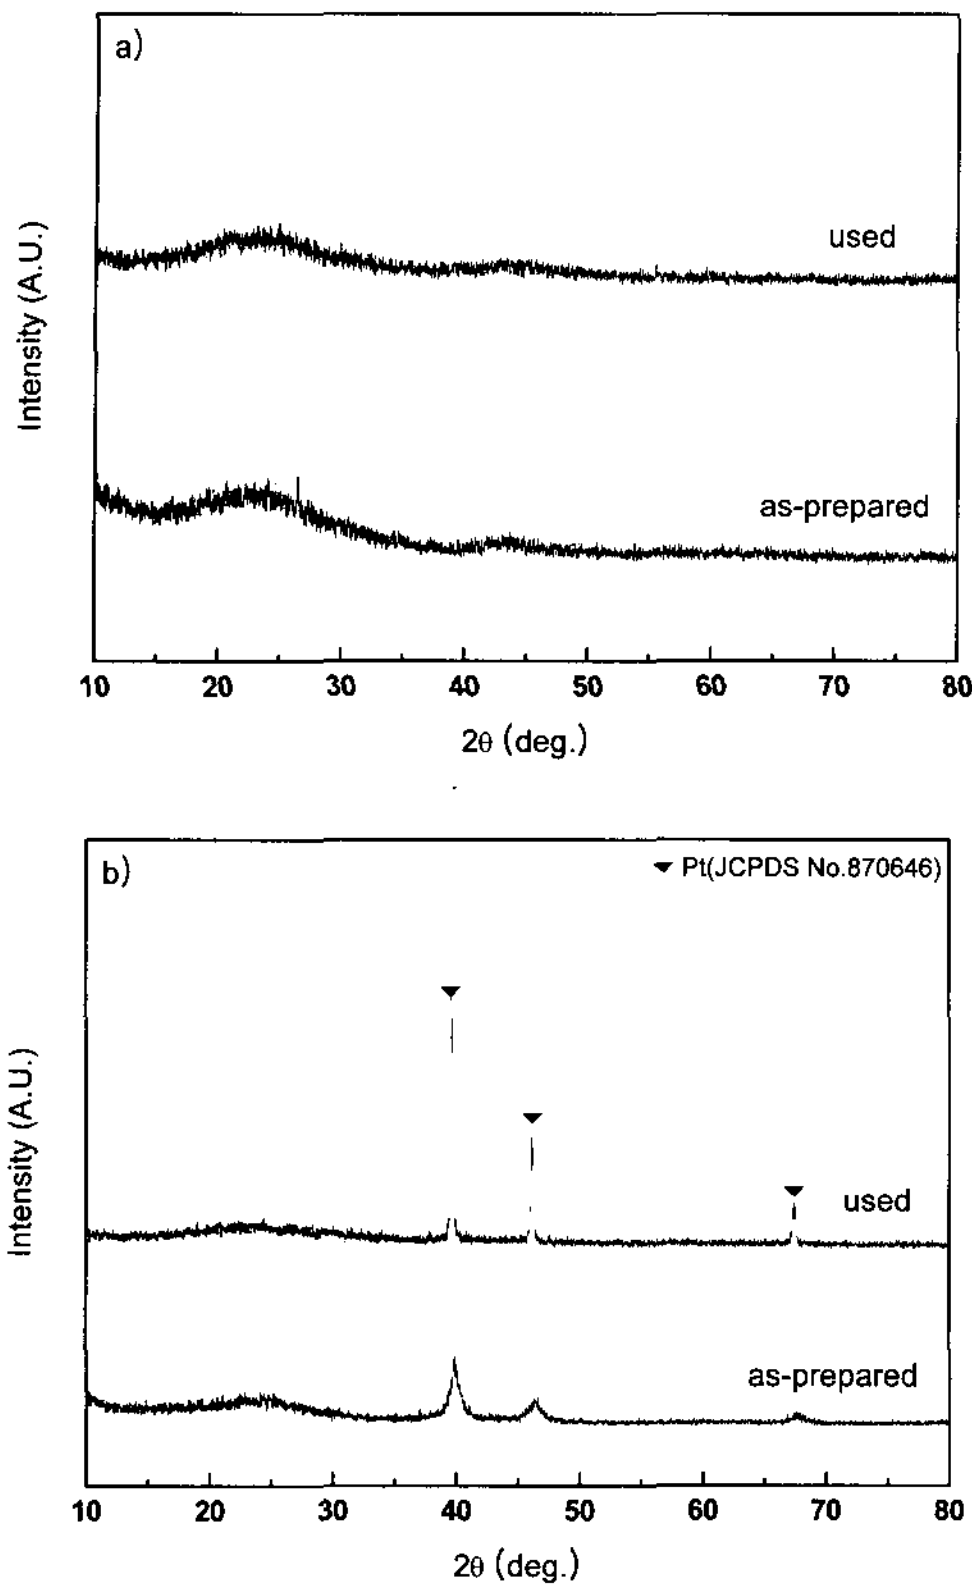 a)
used
as-prepared
Intensity (A.U.)
10 20 30 40 50 60 70 80
2θ (deg.)
b)
Pt(JCPDS No.870646)
used
as-prepared
Intensity (A.U.)
10 20 30 40 50 60 70 80
2θ (deg.)